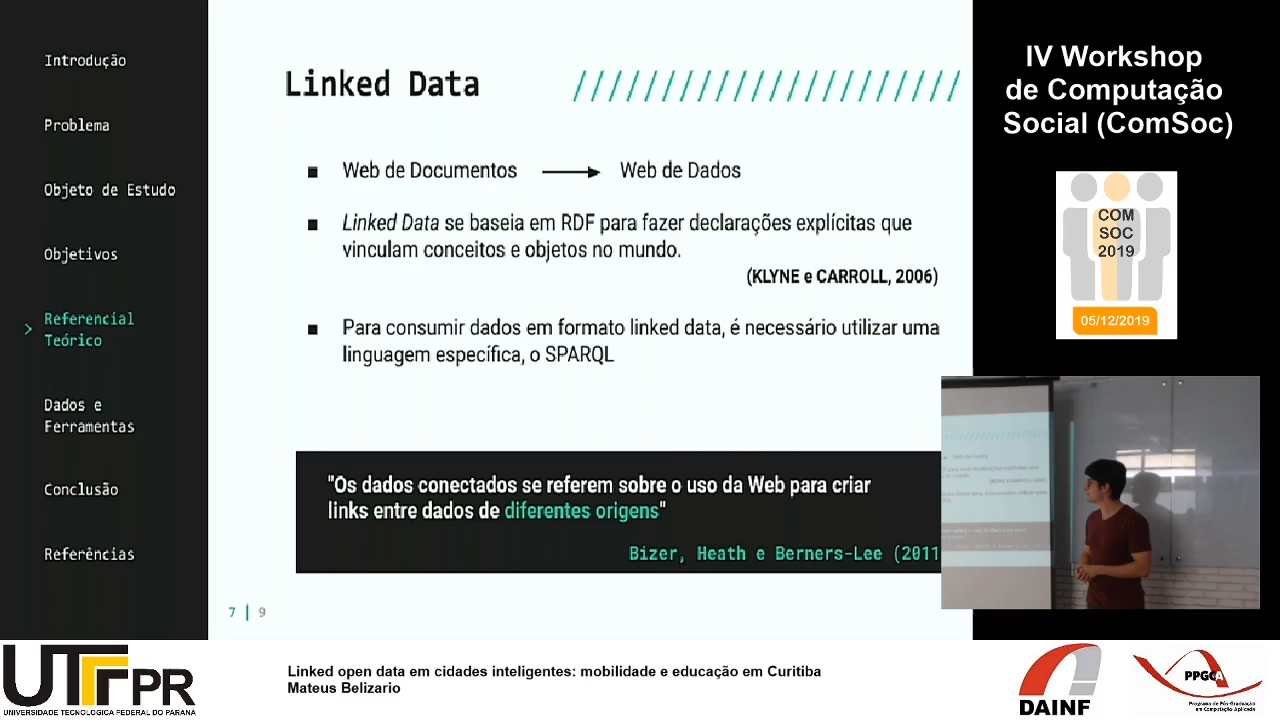 Introdução
Problema
Objeto de Estudo
Objetivos
> Referencial
Teórico
Dados e
Ferramentas
Conclusão
Referências
Linked Data
Web de Documentos
Web de Dados
Linked Data se baseia em RDF para fazer declarações explícitas que
vinculam conceitos e objetos no mundo.
(KLYNE e CARROLL, 2006)
Para consumir dados em formato linked data, é necessário utilizar uma
linguagem específica, o SPARQL
"Os dados conectados se referem sobre o uso da Web para criar
links entre dados de diferentes origens"
Bizer, Heath e Berners-Lee (2011
7 | 9
IV Workshop
de Computação
Social (ComSoc)
COM
SOC
2019
05/12/2019
UTFPR
UNIVERSIDADE TECNOLÓGICA FEDERAL DO PARANÁ
Linked open data em cidades inteligentes: mobilidade e educação em Curitiba
Mateus Belizario
DAINF
PPGCA
Programa de Pós-Graduação
em Computação Aplicada